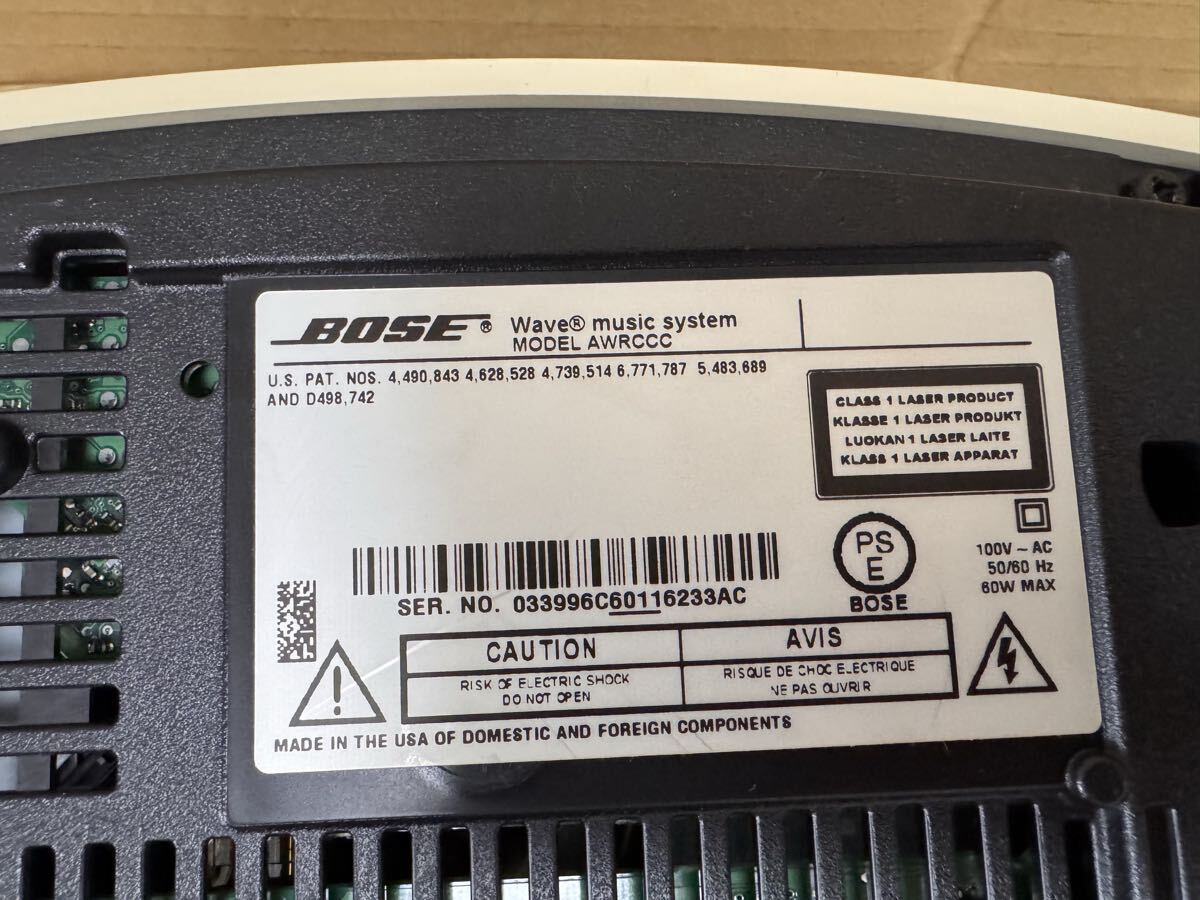 BOSE® Wave® music system
MODEL AWRCCC
U.S. PAT. NOS. 4,490,843 4,628,528 4,739,514 6,771,787 5,483,689
AND D498,742
CLASS 1 LASER PRODUCT
KLASSE 1 LASER PRODUKT
LUOKAN 1 LASER LAITE
KLASS 1 LASER APPARAT
PS
E
BOSE
100V ~ AC
50/60 Hz
60W MAX
SER. NO. 033996C60116233AC
CAUTION
RISK OF ELECTRIC SHOCK
DO NOT OPEN
AVIS
RISQUE DE CHOC ELECTRIQUE
NE PAS OUVRIR
MADE IN THE USA OF DOMESTIC AND FOREIGN COMPONENTS